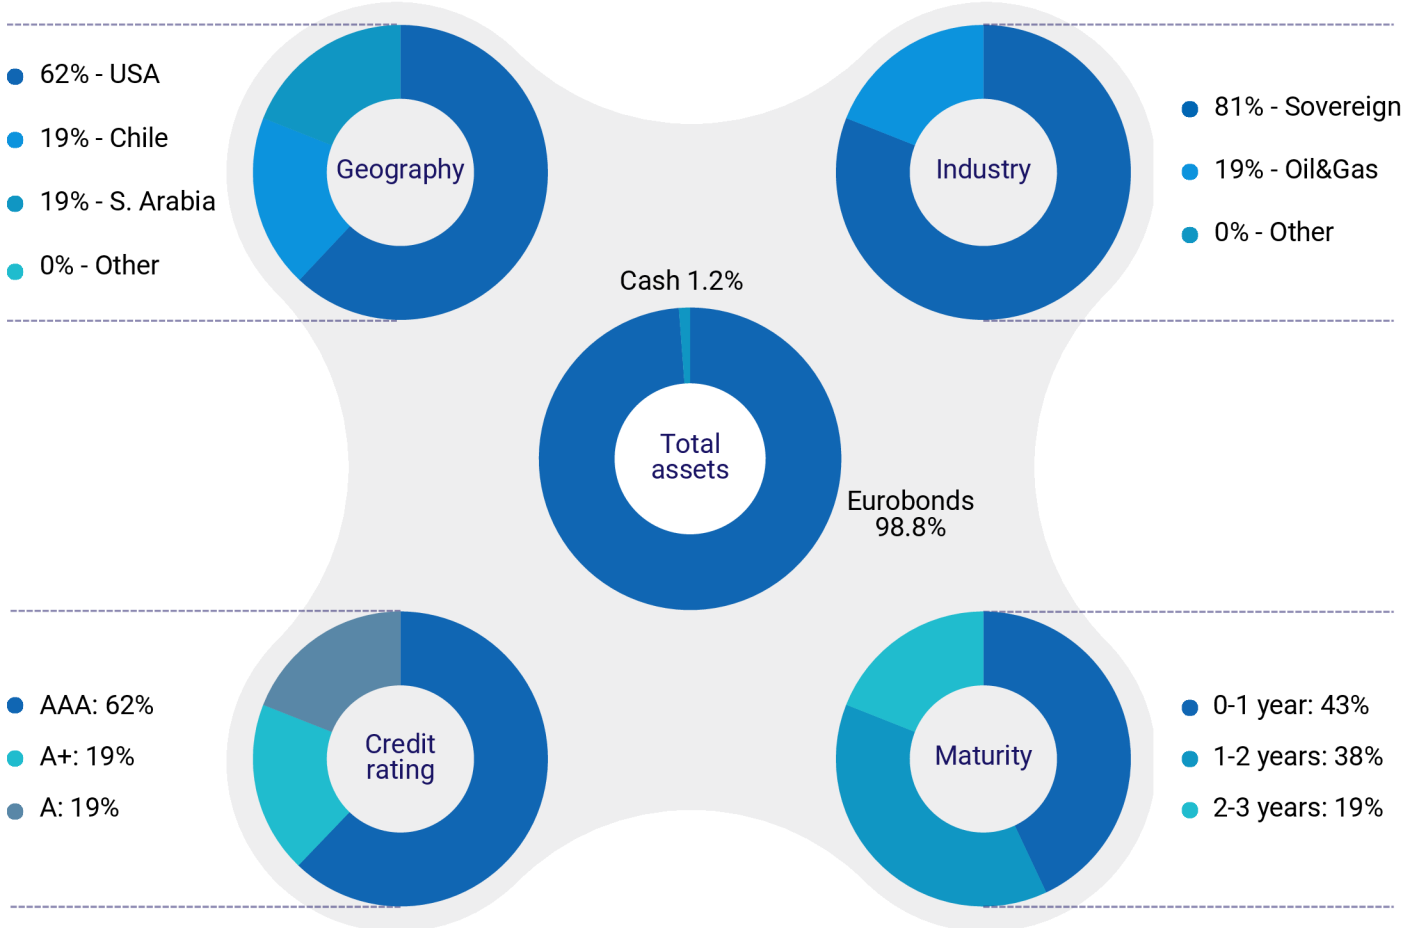 62% - USA
19% - Chile
19% - S. Arabia
0% - Other
Geography
Industry
81% - Sovereign
19% - Oil&Gas
0% - Other
Cash 1.2%
Total
assets
Eurobonds
98.8%
AAA: 62%
A+: 19%
A: 19%
Credit
rating
Maturity
0-1 year: 43%
1-2 years: 38%
2-3 years: 19%